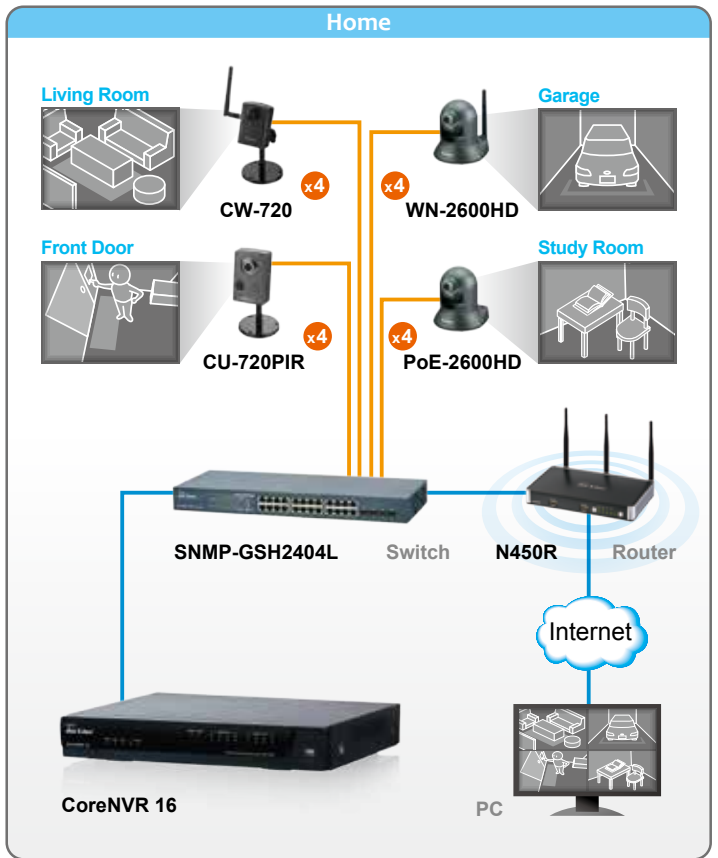 Home
Living Room
Garage
x4
x4
CW-720
WN-2600HD
Front Door
Study Room
x4
x4
CU-720PIR
PoE-2600HD
SNMP-GSH2404L
Switch
N450R
Router
Internet
CoreNVR 16
PC